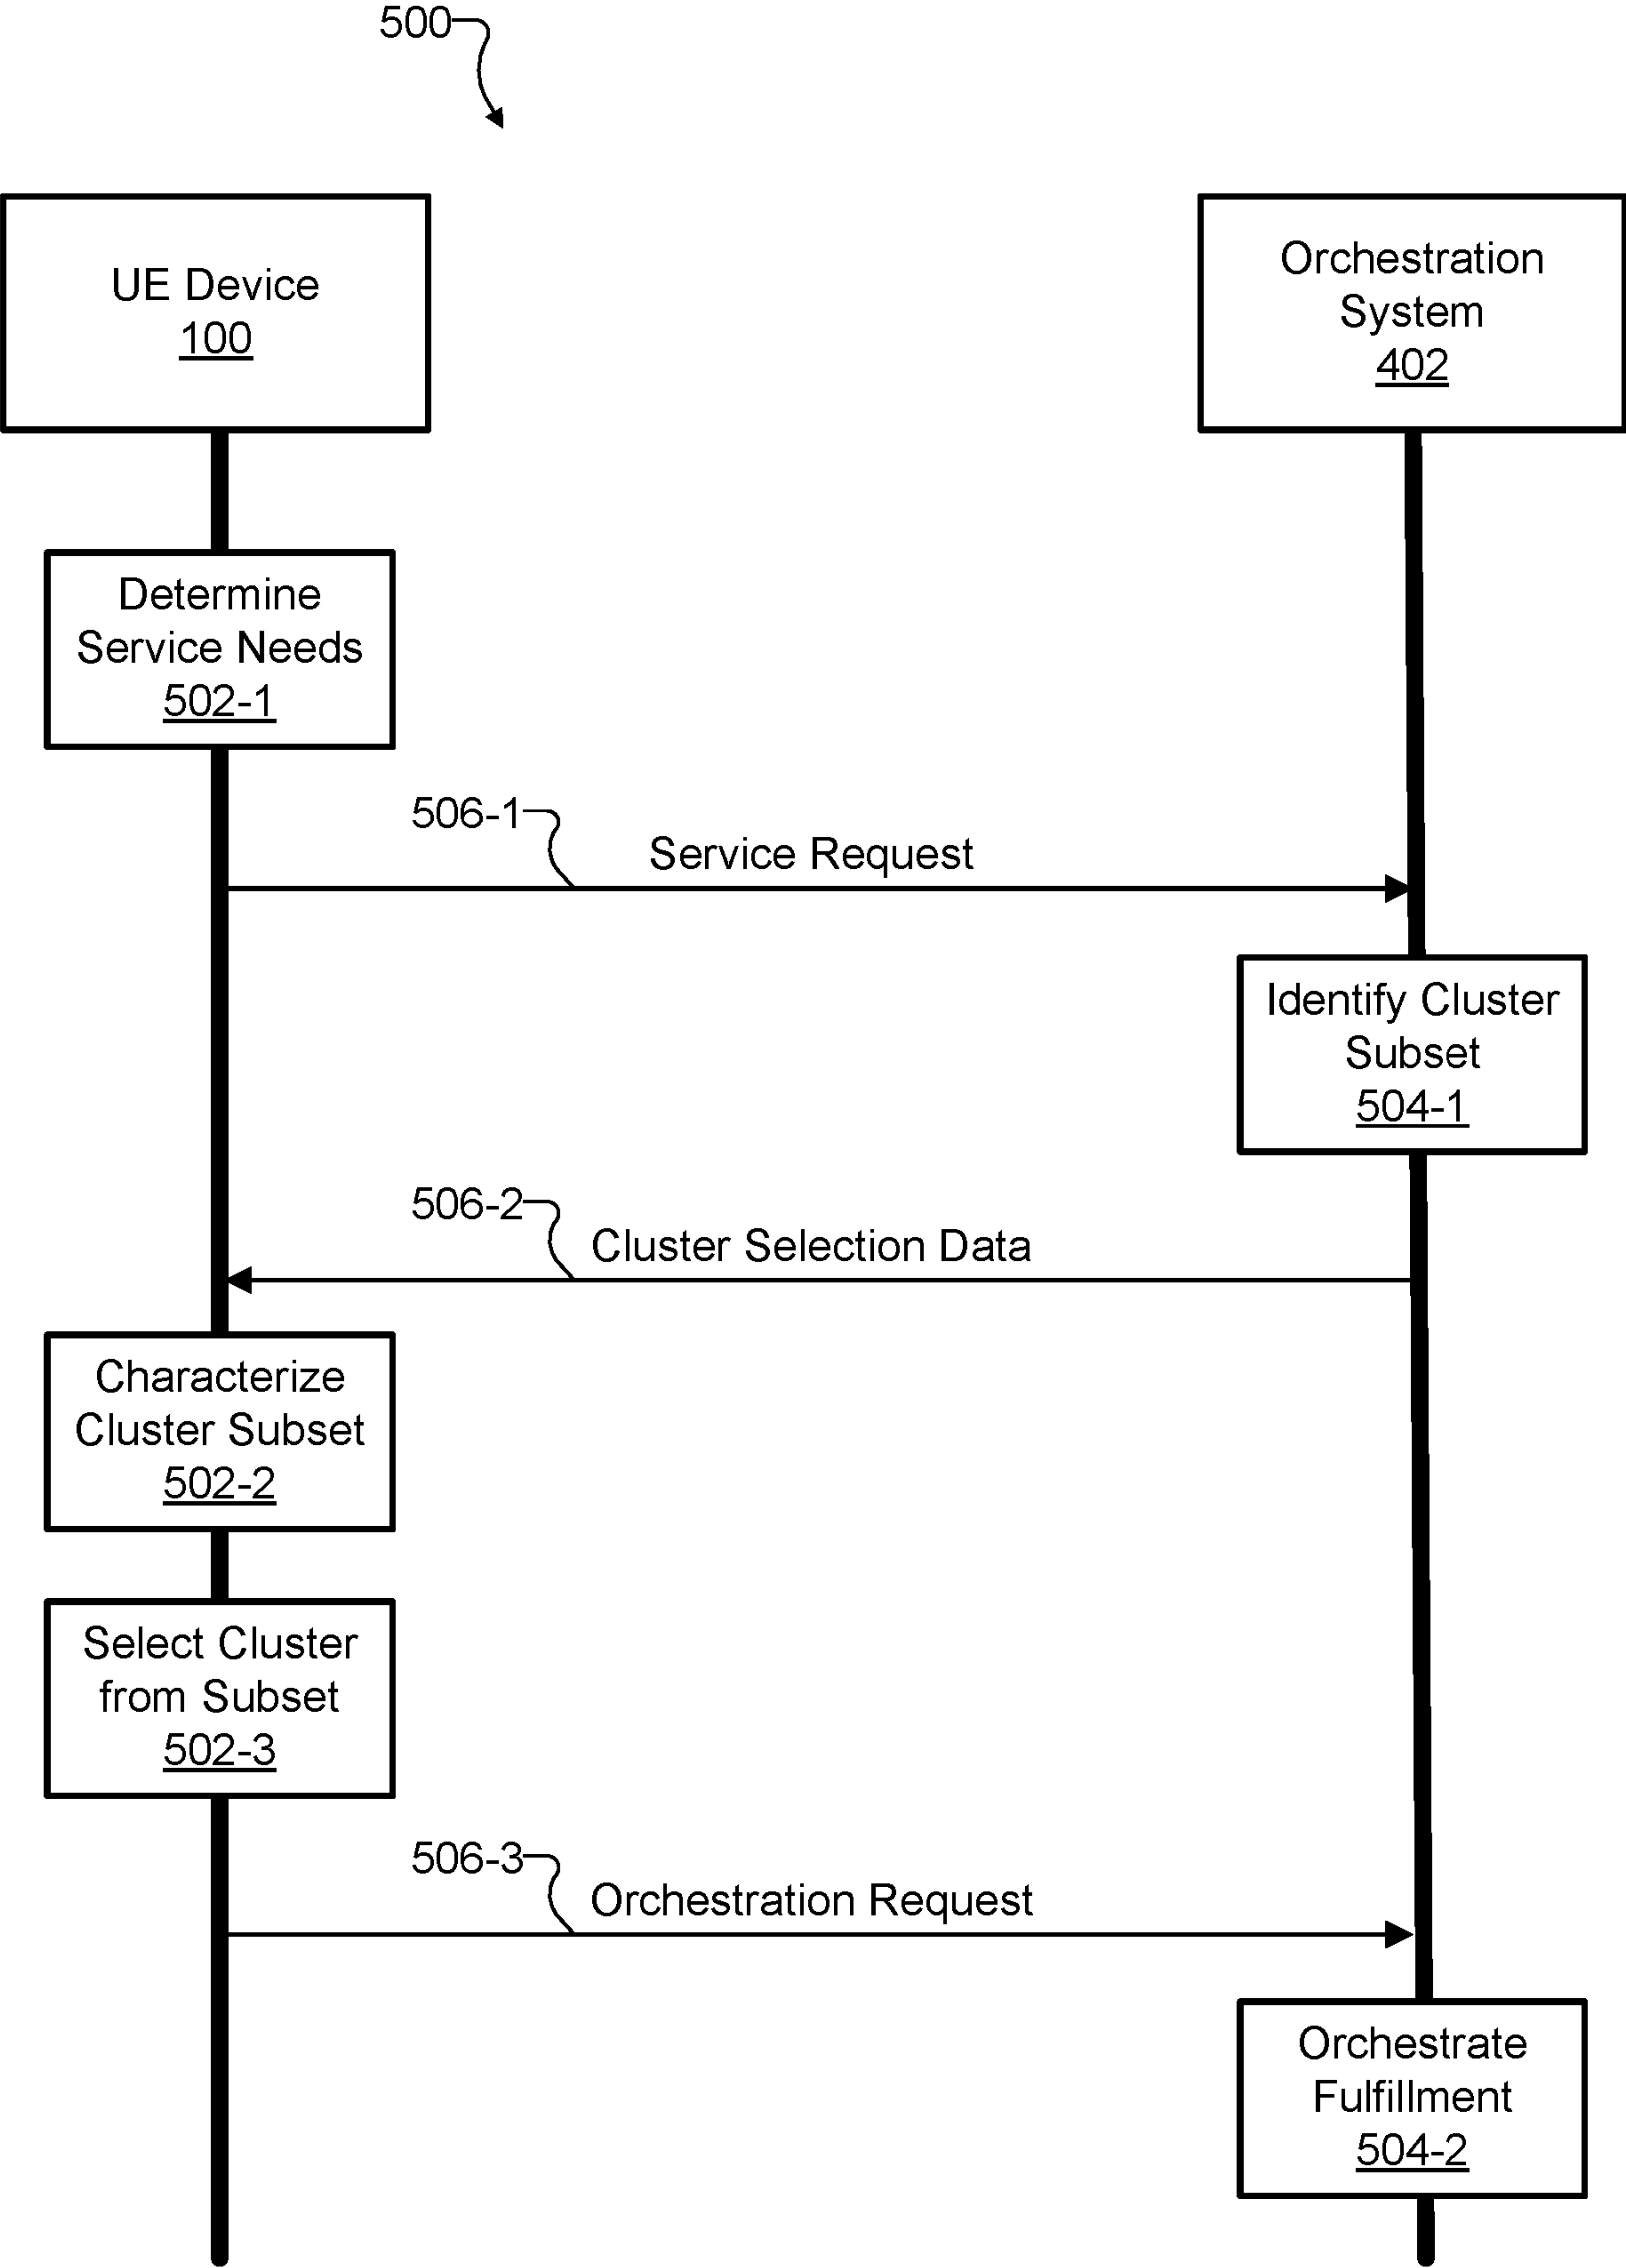 500
UE Device
100
Orchestration
System
402
Determine
Service Needs
502-1
506-1
Service Request
Identify Cluster
Subset
504-1
506-2
Cluster Selection Data
Characterize
Cluster Subset
502-2
Select Cluster
from Subset
502-3
506-3
Orchestration Request
Orchestrate
Fulfillment
504-2